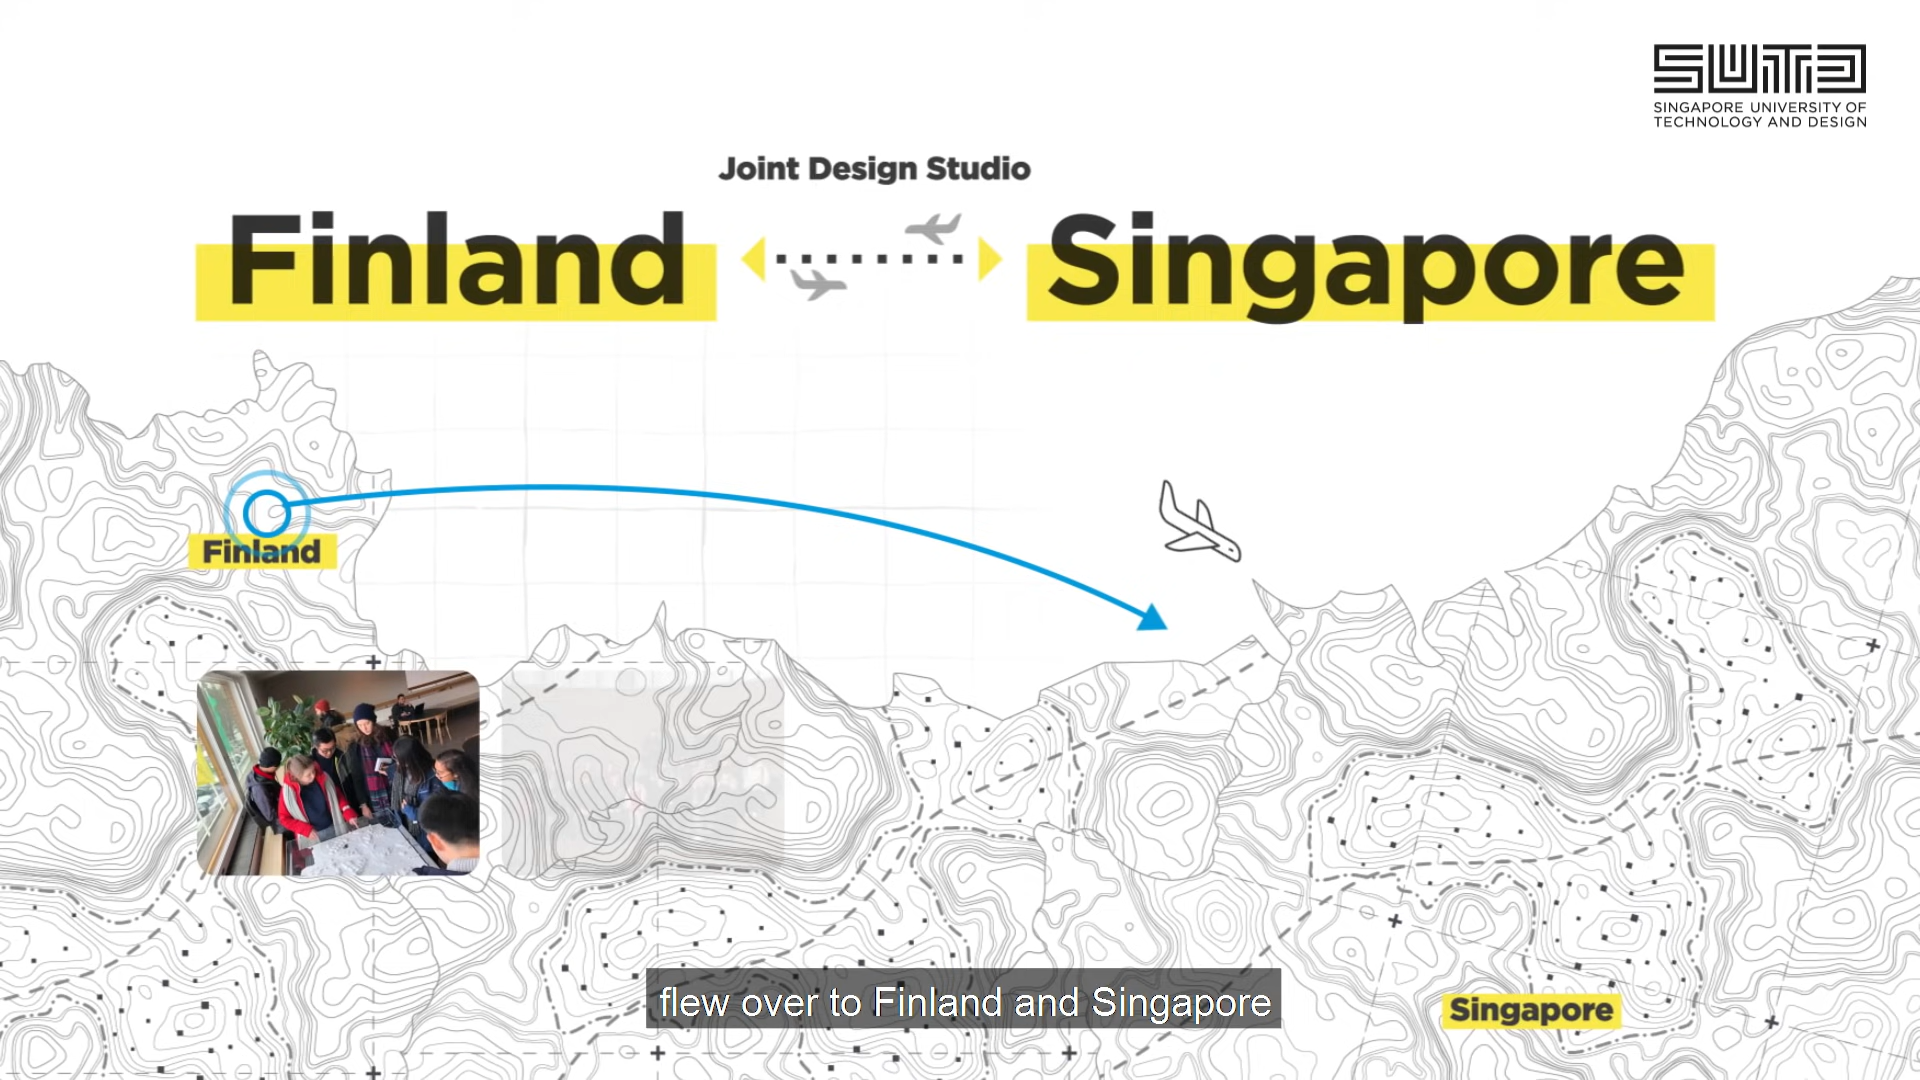 SUTD
SINGAPORE UNIVERSITY OF
TECHNOLOGY AND DESIGN
Joint Design Studio
Finland
Singapore
Finland
flew over to Finland and Singapore
Singapore